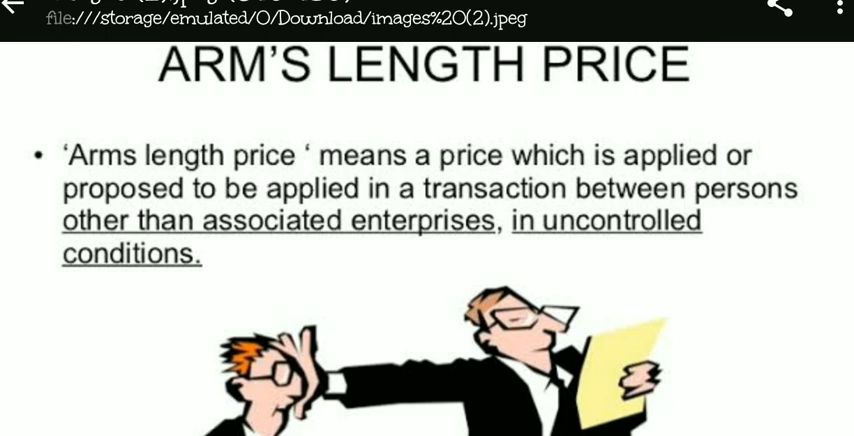 file:///storage/emulated/0/Download/images%20(2).jpeg
ARM'S LENGTH PRICE
• ‘Arms length price ‘ means a price which is applied or
proposed to be applied in a transaction between persons
other than associated enterprises, in uncontrolled
conditions.